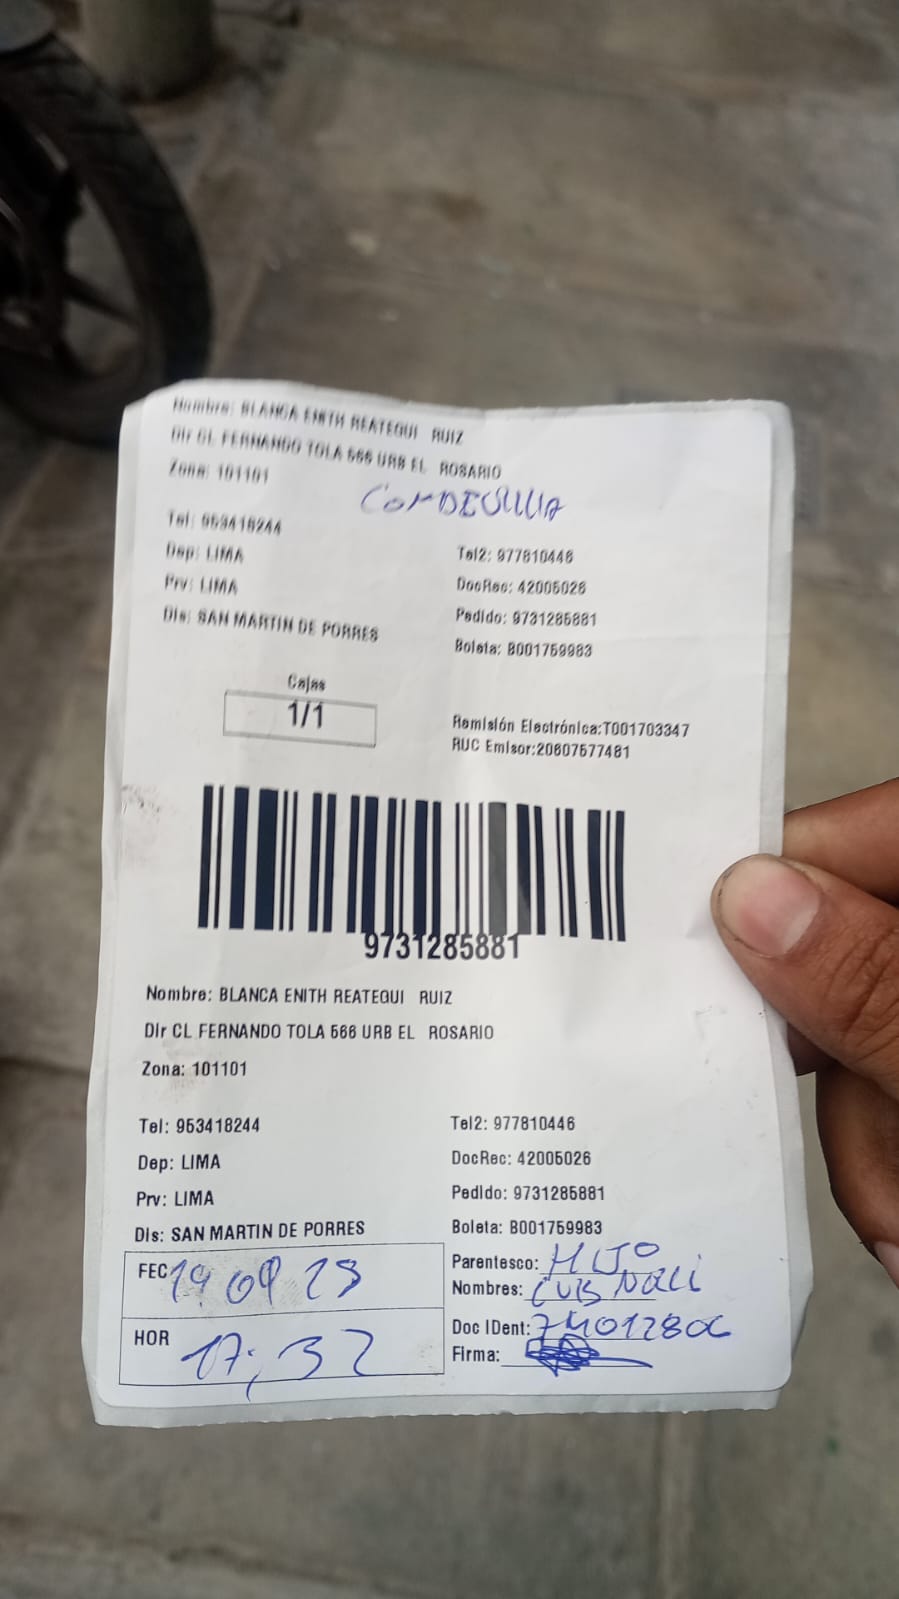 Nombre: BLANCA ENITH REATEGUI RUIZ
Dir CL FERNANDO TOLA 566 URB EL ROSARIO
Zona: 101101
Tel: 953418244
Dep: LIMA
Tel2: 977810446
Prv: LIMA
DocRec: 42005026
Dis: SAN MARTIN DE PORRES
Pedido: 9731285881
Boleta: B001759983
Cajas
1/1
Remisión Electrónica:T001703347
RUC Emisor:20607577481
9731285881
Nombre: BLANCA ENITH REATEGUI RUIZ
Dir CL FERNANDO TOLA 566 URB EL ROSARIO
Zona: 101101
Tel: 953418244
Tel2: 977810446
Dep: LIMA
DocRec: 42005026
Prv: LIMA
Pedido: 9731285881
Dis: SAN MARTIN DE PORRES
Boleta: B001759983
FEC
Parentesco: HIJO
Nombres:
HOR 17:32
Doc IDent:
Firma: